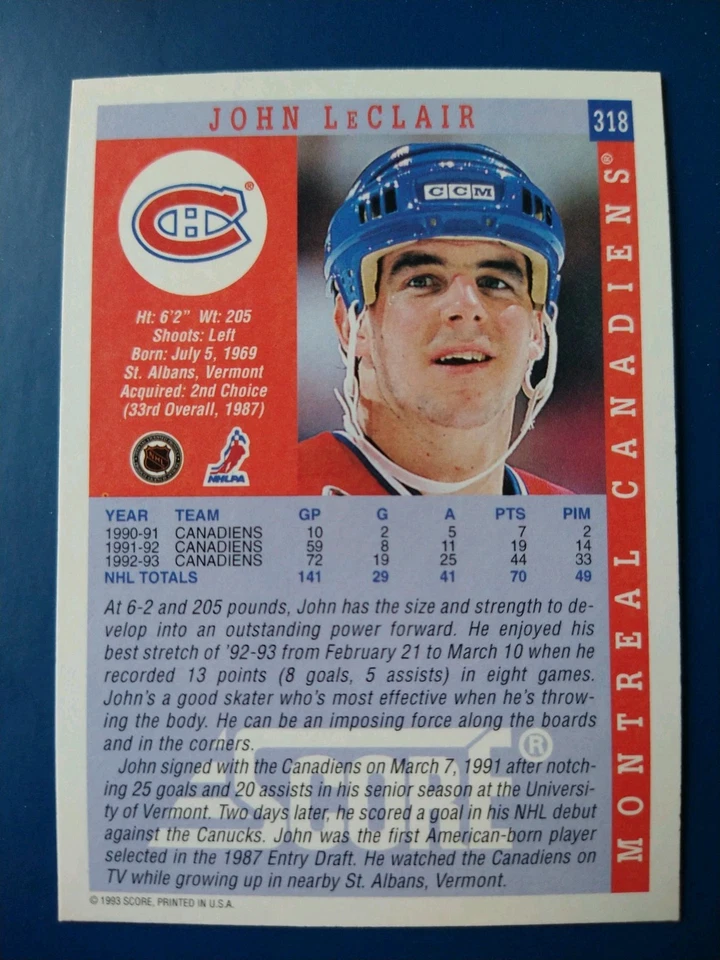 JOHN LeCLAIR
318
MONTREAL CANADIENS®
®
CCM
Ht: 6'2" Wt: 205
Shoots: Left
Born: July 5, 1969
St. Albans, Vermont
Acquired: 2nd Choice
(33rd Overall, 1987)
NHL
NHLPA
YEAR TEAM GP G A PTS PIM
1990-91 CANADIENS 10 2 5 7 2
1991-92 CANADIENS 59 8 11 19 14
1992-93 CANADIENS 72 19 25 44 33
NHL TOTALS 141 29 41 70 49
At 6-2 and 205 pounds, John has the size and strength to de-
velop into an outstanding power forward. He enjoyed his
best stretch of '92-93 from February 21 to March 10 when he
recorded 13 points (8 goals, 5 assists) in eight games.
John's a good skater who's most effective when he's throw-
ing the body. He can be an imposing force along the boards
and in the corners.
John signed with the Canadiens on March 7, 1991 after notch-
ing 25 goals and 20 assists in his senior season at the Universi-
ty of Vermont. Two days later, he scored a goal in his NHL debut
against the Canucks. John was the first American-born player
selected in the 1987 Entry Draft. He watched the Canadiens on
TV while growing up in nearby St. Albans, Vermont.
SCORE®
© 1993 SCORE, PRINTED IN U.S.A.